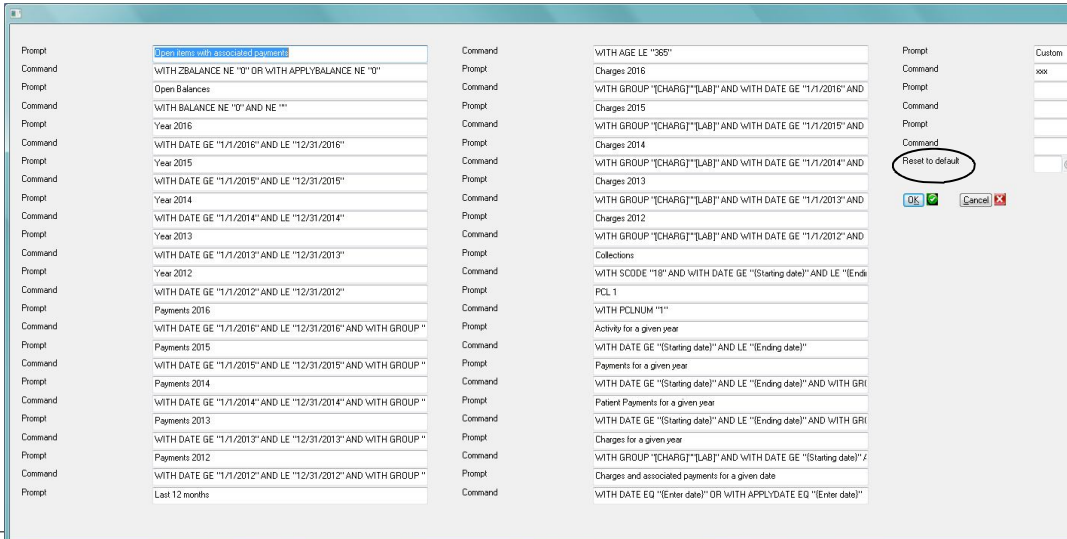 Prompt Open items with associated payments
Command WITH ZBALANCE NE "0" OR WITH APPLYBALANCE NE "0"
Prompt Open Balances
Command WITH BALANCE NE "0" AND NE ""
Prompt Year 2016
Command WITH DATE GE "1/1/2016" AND LE "12/31/2016"
Prompt Year 2015
Command WITH DATE GE "1/1/2015" AND LE "12/31/2015"
Prompt Year 2014
Command WITH DATE GE "1/1/2014" AND LE "12/31/2014"
Prompt Year 2013
Command WITH DATE GE "1/1/2013" AND LE "12/31/2013"
Prompt Year 2012
Command WITH DATE GE "1/1/2012" AND LE "12/31/2012"
Prompt Payments 2016
Command WITH DATE GE "1/1/2016" AND LE "12/31/2016" AND WITH GROUP "
Prompt Payments 2015
Command WITH DATE GE "1/1/2015" AND LE "12/31/2015" AND WITH GROUP "
Prompt Payments 2014
Command WITH DATE GE "1/1/2014" AND LE "12/31/2014" AND WITH GROUP "
Prompt Payments 2013
Command WITH DATE GE "1/1/2013" AND LE "12/31/2013" AND WITH GROUP "
Prompt Payments 2012
Command WITH DATE GE "1/1/2012" AND LE "12/31/2012" AND WITH GROUP "
Prompt Last 12 months
Command WITH AGE LE "365"
Prompt Charges 2016
Command WITH GROUP "[CHARG]""[LAB]" AND WITH DATE GE "1/1/2016" AND
Prompt Charges 2015
Command WITH GROUP "[CHARG]""[LAB]" AND WITH DATE GE "1/1/2015" AND
Prompt Charges 2014
Command WITH GROUP "[CHARG]""[LAB]" AND WITH DATE GE "1/1/2014" AND
Prompt Charges 2013
Command WITH GROUP "[CHARG]""[LAB]" AND WITH DATE GE "1/1/2013" AND
Prompt Charges 2012
Command WITH GROUP "[CHARG]""[LAB]" AND WITH DATE GE "1/1/2012" AND
Prompt Collections
Command WITH SCODE "18" AND WITH DATE GE "{Starting date}" AND LE "{Endi
Prompt PCL 1
Command WITH PCLNUM "1"
Prompt Activity for a given year
Command WITH DATE GE "{Starting date}" AND LE "{Ending date}"
Prompt Payments for a given year
Command WITH DATE GE "{Starting date}" AND LE "{Ending date}" AND WITH GR
Prompt Patient Payments for a given year
Command WITH DATE GE "{Starting date}" AND LE "{Ending date}" AND WITH GR
Prompt Charges for a given year
Command WITH GROUP "[CHARG]""[LAB]" AND WITH DATE GE "{Starting date}"
Prompt Charges and associated payments for a given date
Command WITH DATE EQ "{Enter date}" OR WITH APPLYDATE EQ "{Enter date}"
Prompt Custom
Command xxx
Prompt
Command
Prompt
Command
Reset to default
OK Cancel